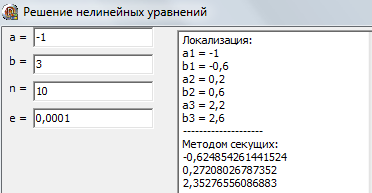 Решение нелинейных уравнений
a = -1
b = 3
n = 10
e = 0,0001
Локализация:
a1 = -1
b1 = -0,6
a2 = 0,2
b2 = 0,6
a3 = 2,2
b3 = 2,6
--------------------
Методом секущих:
-0,624854261441524
0,27208026787352
2,35276556086883